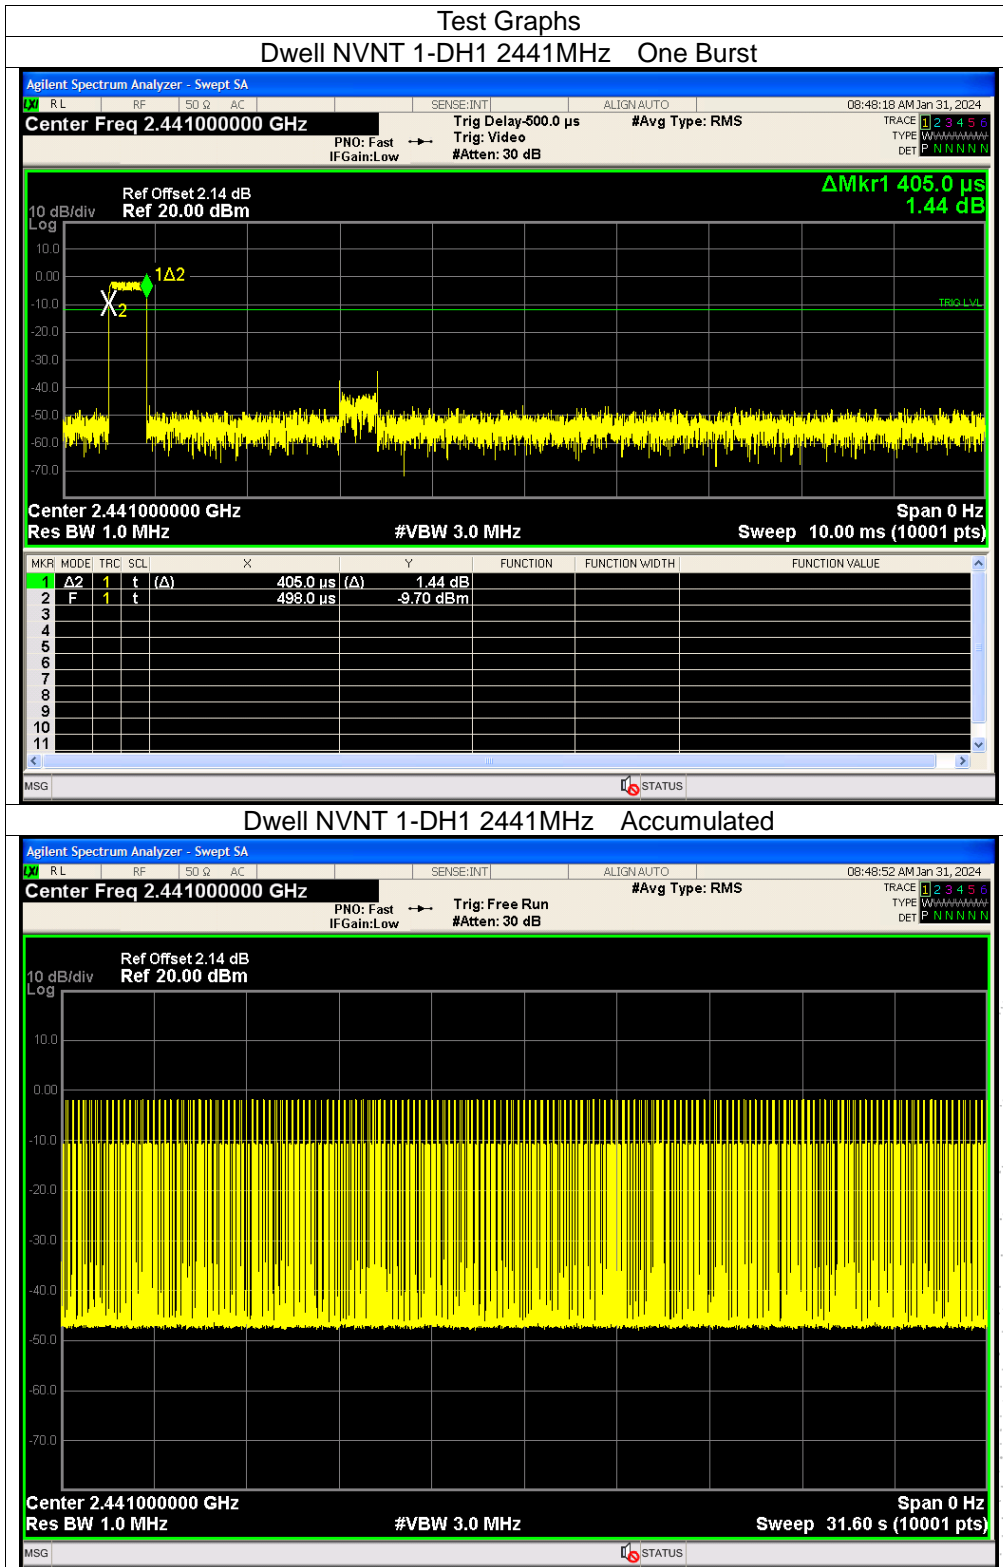 Test Graphs
Dwell NVNT 1-DH1 2441MHz One Burst
Agilent Spectrum Analyzer - Swept SA
LXI RL RF 50 Ω AC SENSE:INT ALIGN AUTO 08:48:18 AM Jan 31, 2024
Center Freq 2.441000000 GHz Trig Delay-500.0 µs #Avg Type: RMS TRACE 1 2 3 4 5 6
PNO: Fast Trig: Video TYPE WWWWWW
IFGain:Low #Atten: 30 dB DET P N N N N N
ΔMkr1 405.0 µs
1.44 dB
Ref Offset 2.14 dB
10 dB/div Ref 20.00 dBm
Log
10.0
0.00
1Δ2
-10.0
X2
TRIG LVL
-20.0
-30.0
-40.0
-50.0
-60.0
-70.0
Center 2.441000000 GHz Span 0 Hz
Res BW 1.0 MHz #VBW 3.0 MHz Sweep 10.00 ms (10001 pts)
MKR MODE TRC SCL X Y FUNCTION FUNCTION WIDTH FUNCTION VALUE
1 Δ2 1 t (Δ) 405.0 µs (Δ) 1.44 dB
2 F 1 t 498.0 µs -9.70 dBm
3
4
5
6
7
8
9
10
11
MSG STATUS
Dwell NVNT 1-DH1 2441MHz Accumulated
Agilent Spectrum Analyzer - Swept SA
LXI RL RF 50 Ω AC SENSE:INT ALIGN AUTO 08:48:52 AM Jan 31, 2024
Center Freq 2.441000000 GHz #Avg Type: RMS TRACE 1 2 3 4 5 6
PNO: Fast Trig: Free Run TYPE WWWWWW
IFGain:Low #Atten: 30 dB DET P N N N N N
Ref Offset 2.14 dB
10 dB/div Ref 20.00 dBm
Log
10.0
0.00
-10.0
-20.0
-30.0
-40.0
-50.0
-60.0
-70.0
Center 2.441000000 GHz Span 0 Hz
Res BW 1.0 MHz #VBW 3.0 MHz Sweep 31.60 s (10001 pts)
MSG STATUS